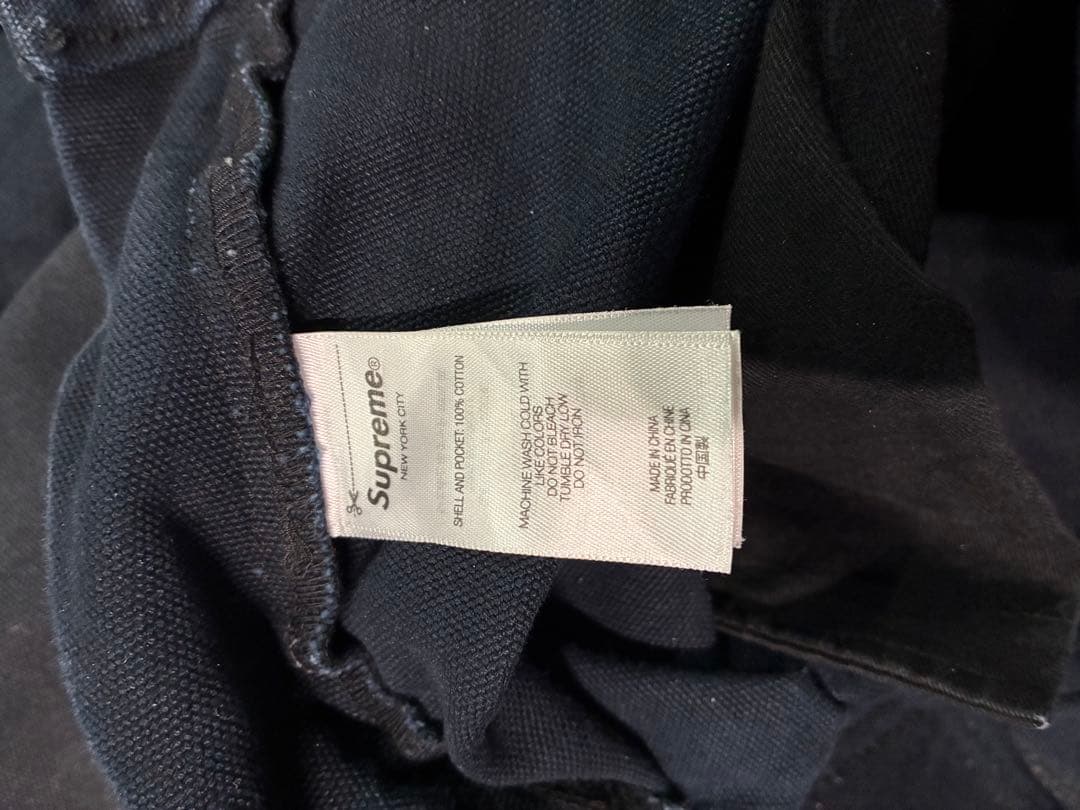 Supreme®
NEW YORK CITY
SHELL AND POCKET: 100% COTTON
MACHINE WASH COLD WITH
LIKE COLORS
DO NOT BLEACH
TUMBLE DRY LOW
DO NOT IRON
MADE IN CHINA
FABRIQUE EN CHINE
PRODOTTO IN CINA
中国製